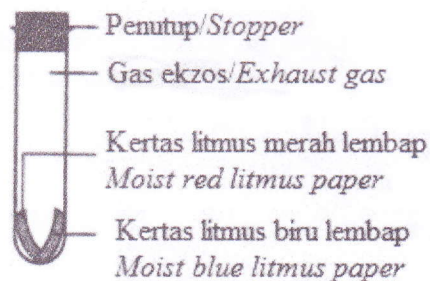 Penutup/Stopper
Gas ekzos/Exhaust gas
Kertas litmus merah lembap
Moist red litmus paper
Kertas litmus biru lembap
Moist blue litmus paper